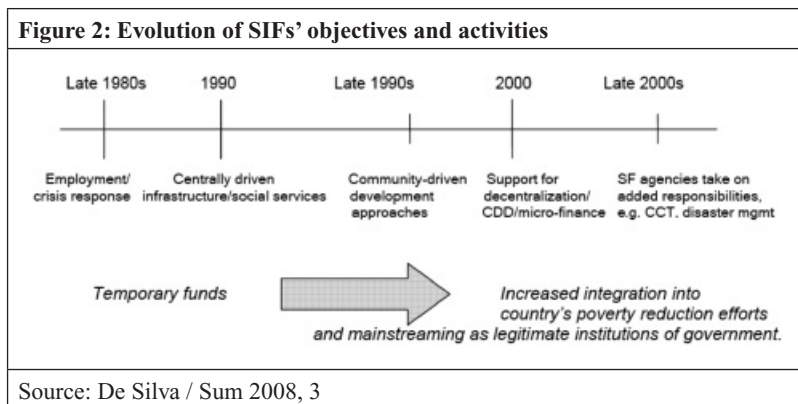 Figure 2: Evolution of SIFs' objectives and activities
Late 1980s
1990
Late 1990s
2000
Late 2000s
Employment/
crisis response
Centrally driven
infrastructure/social services
Community-driven
development
approaches
Support for
decentralization/
CDD/micro-finance
SF agencies take on
added responsibilities,
e.g. CCT, disaster mgmt
Temporary funds
Increased integration into
country's poverty reduction efforts
and mainstreaming as legitimate institutions of government.
Source: De Silva / Sum 2008, 3